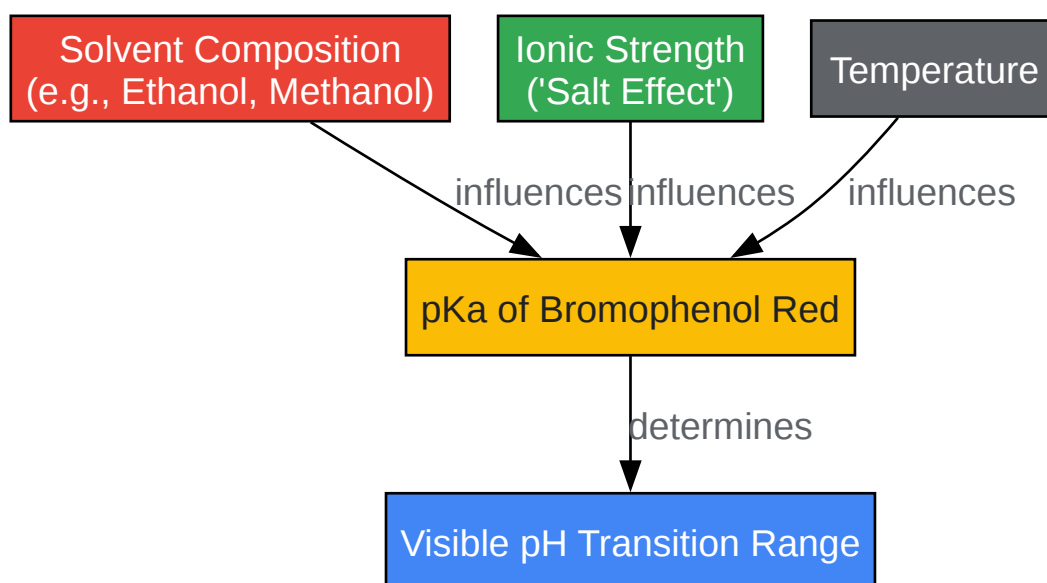 Solvent Composition
(e.g., Ethanol, Methanol)
Ionic Strength
('Salt Effect')
Temperature
influences
influences
influences
pKa of Bromophenol Red
determines
Visible pH Transition Range